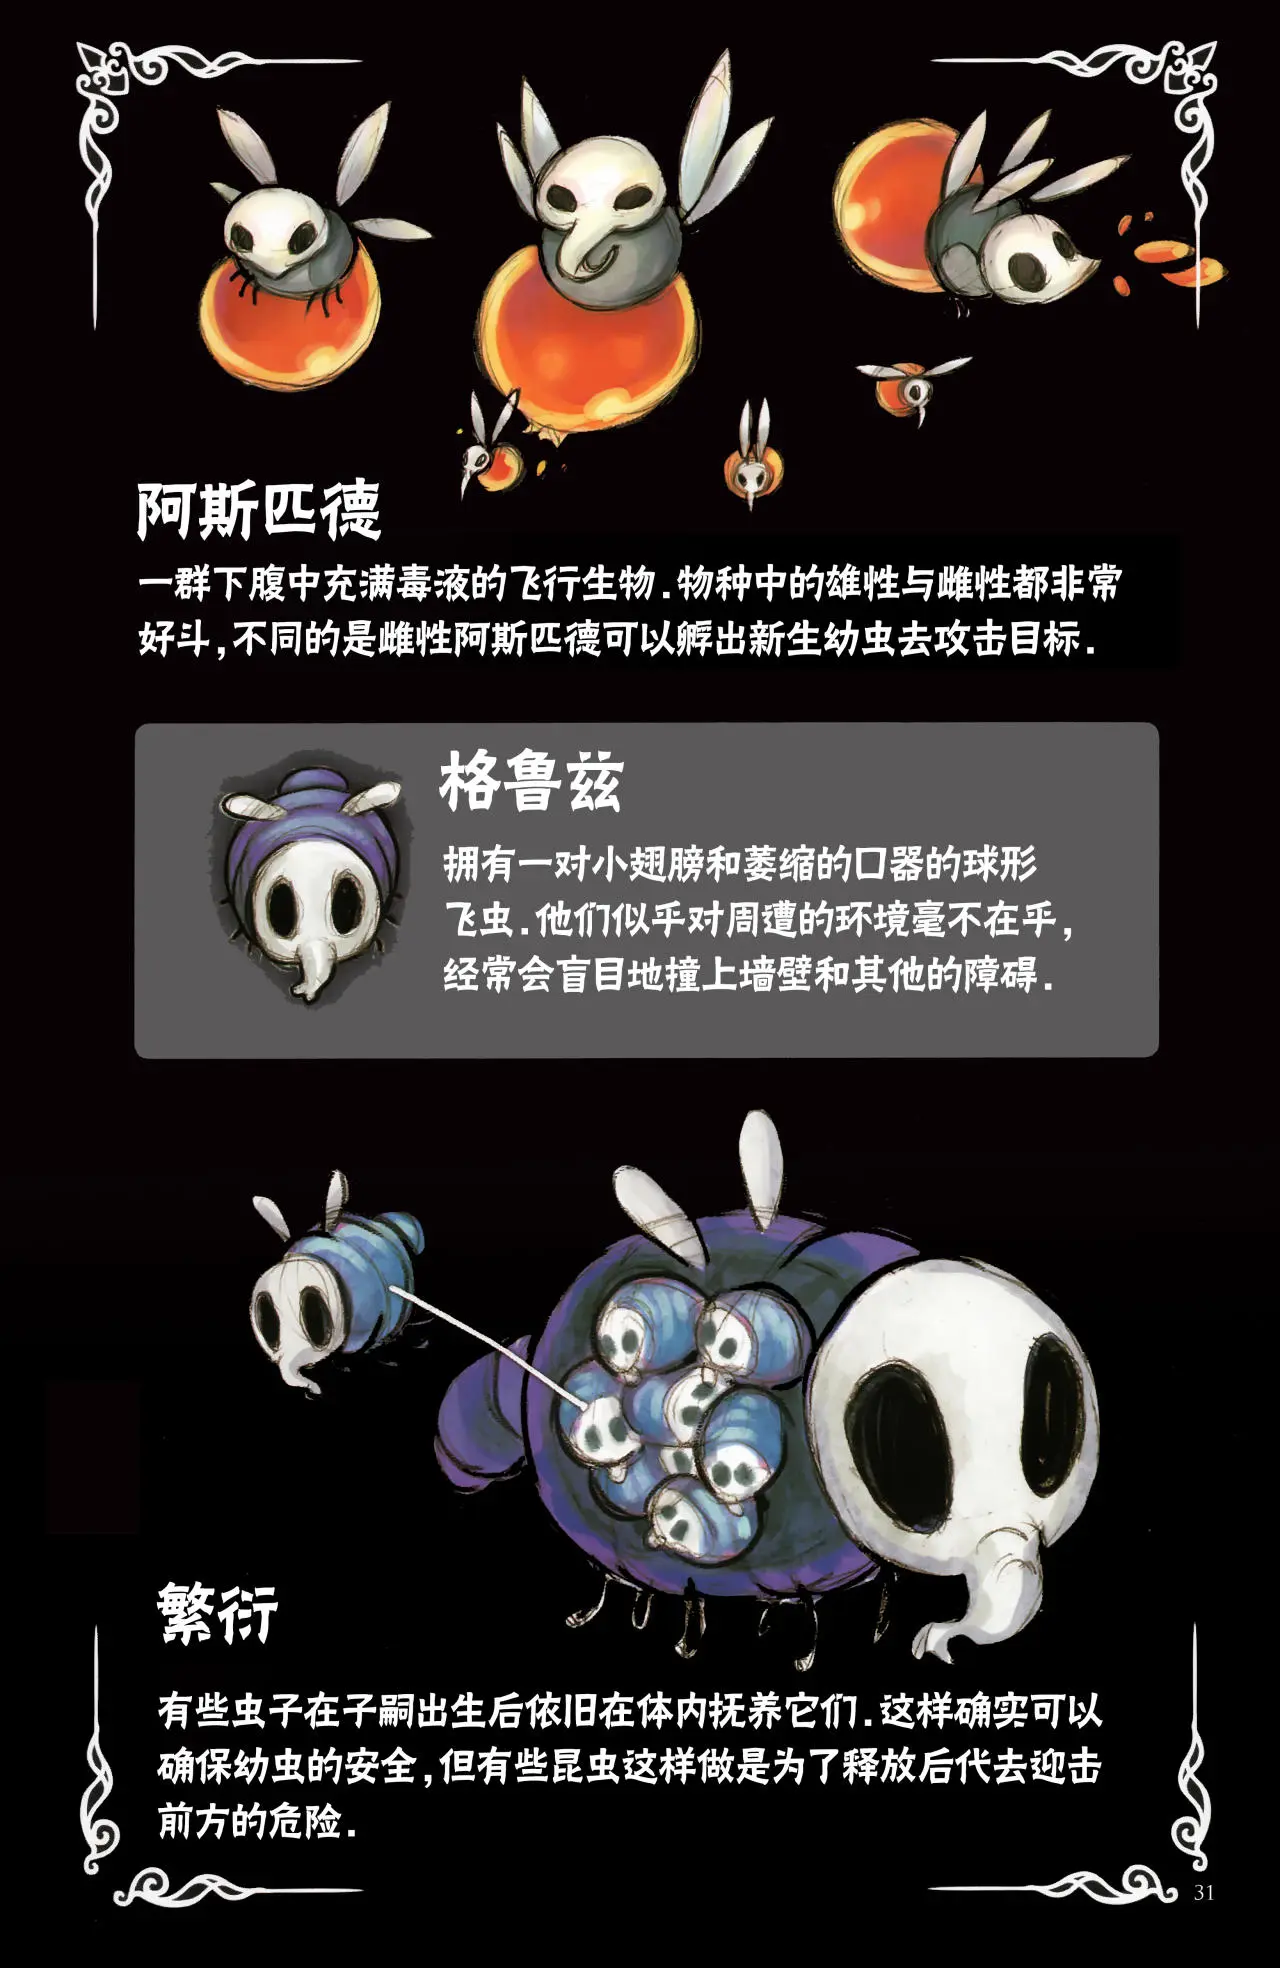 阿斯匹德
一群下腹中充满毒液的飞行生物.物种中的雄性与雌性都非常
好斗,不同的是雌性阿斯匹德可以孵出新生幼虫去攻击目标.
格鲁兹
拥有一对小翅膀和萎缩的口器的球形
飞虫.他们似乎对周遭的环境毫不在乎,
经常会盲目地撞上墙壁和其他的障碍.
繁衍
有些虫子在子嗣出生后依旧在体内抚养它们.这样确实可以
确保幼虫的安全,但有些昆虫这样做是为了释放后代去迎击
前方的危险.
31